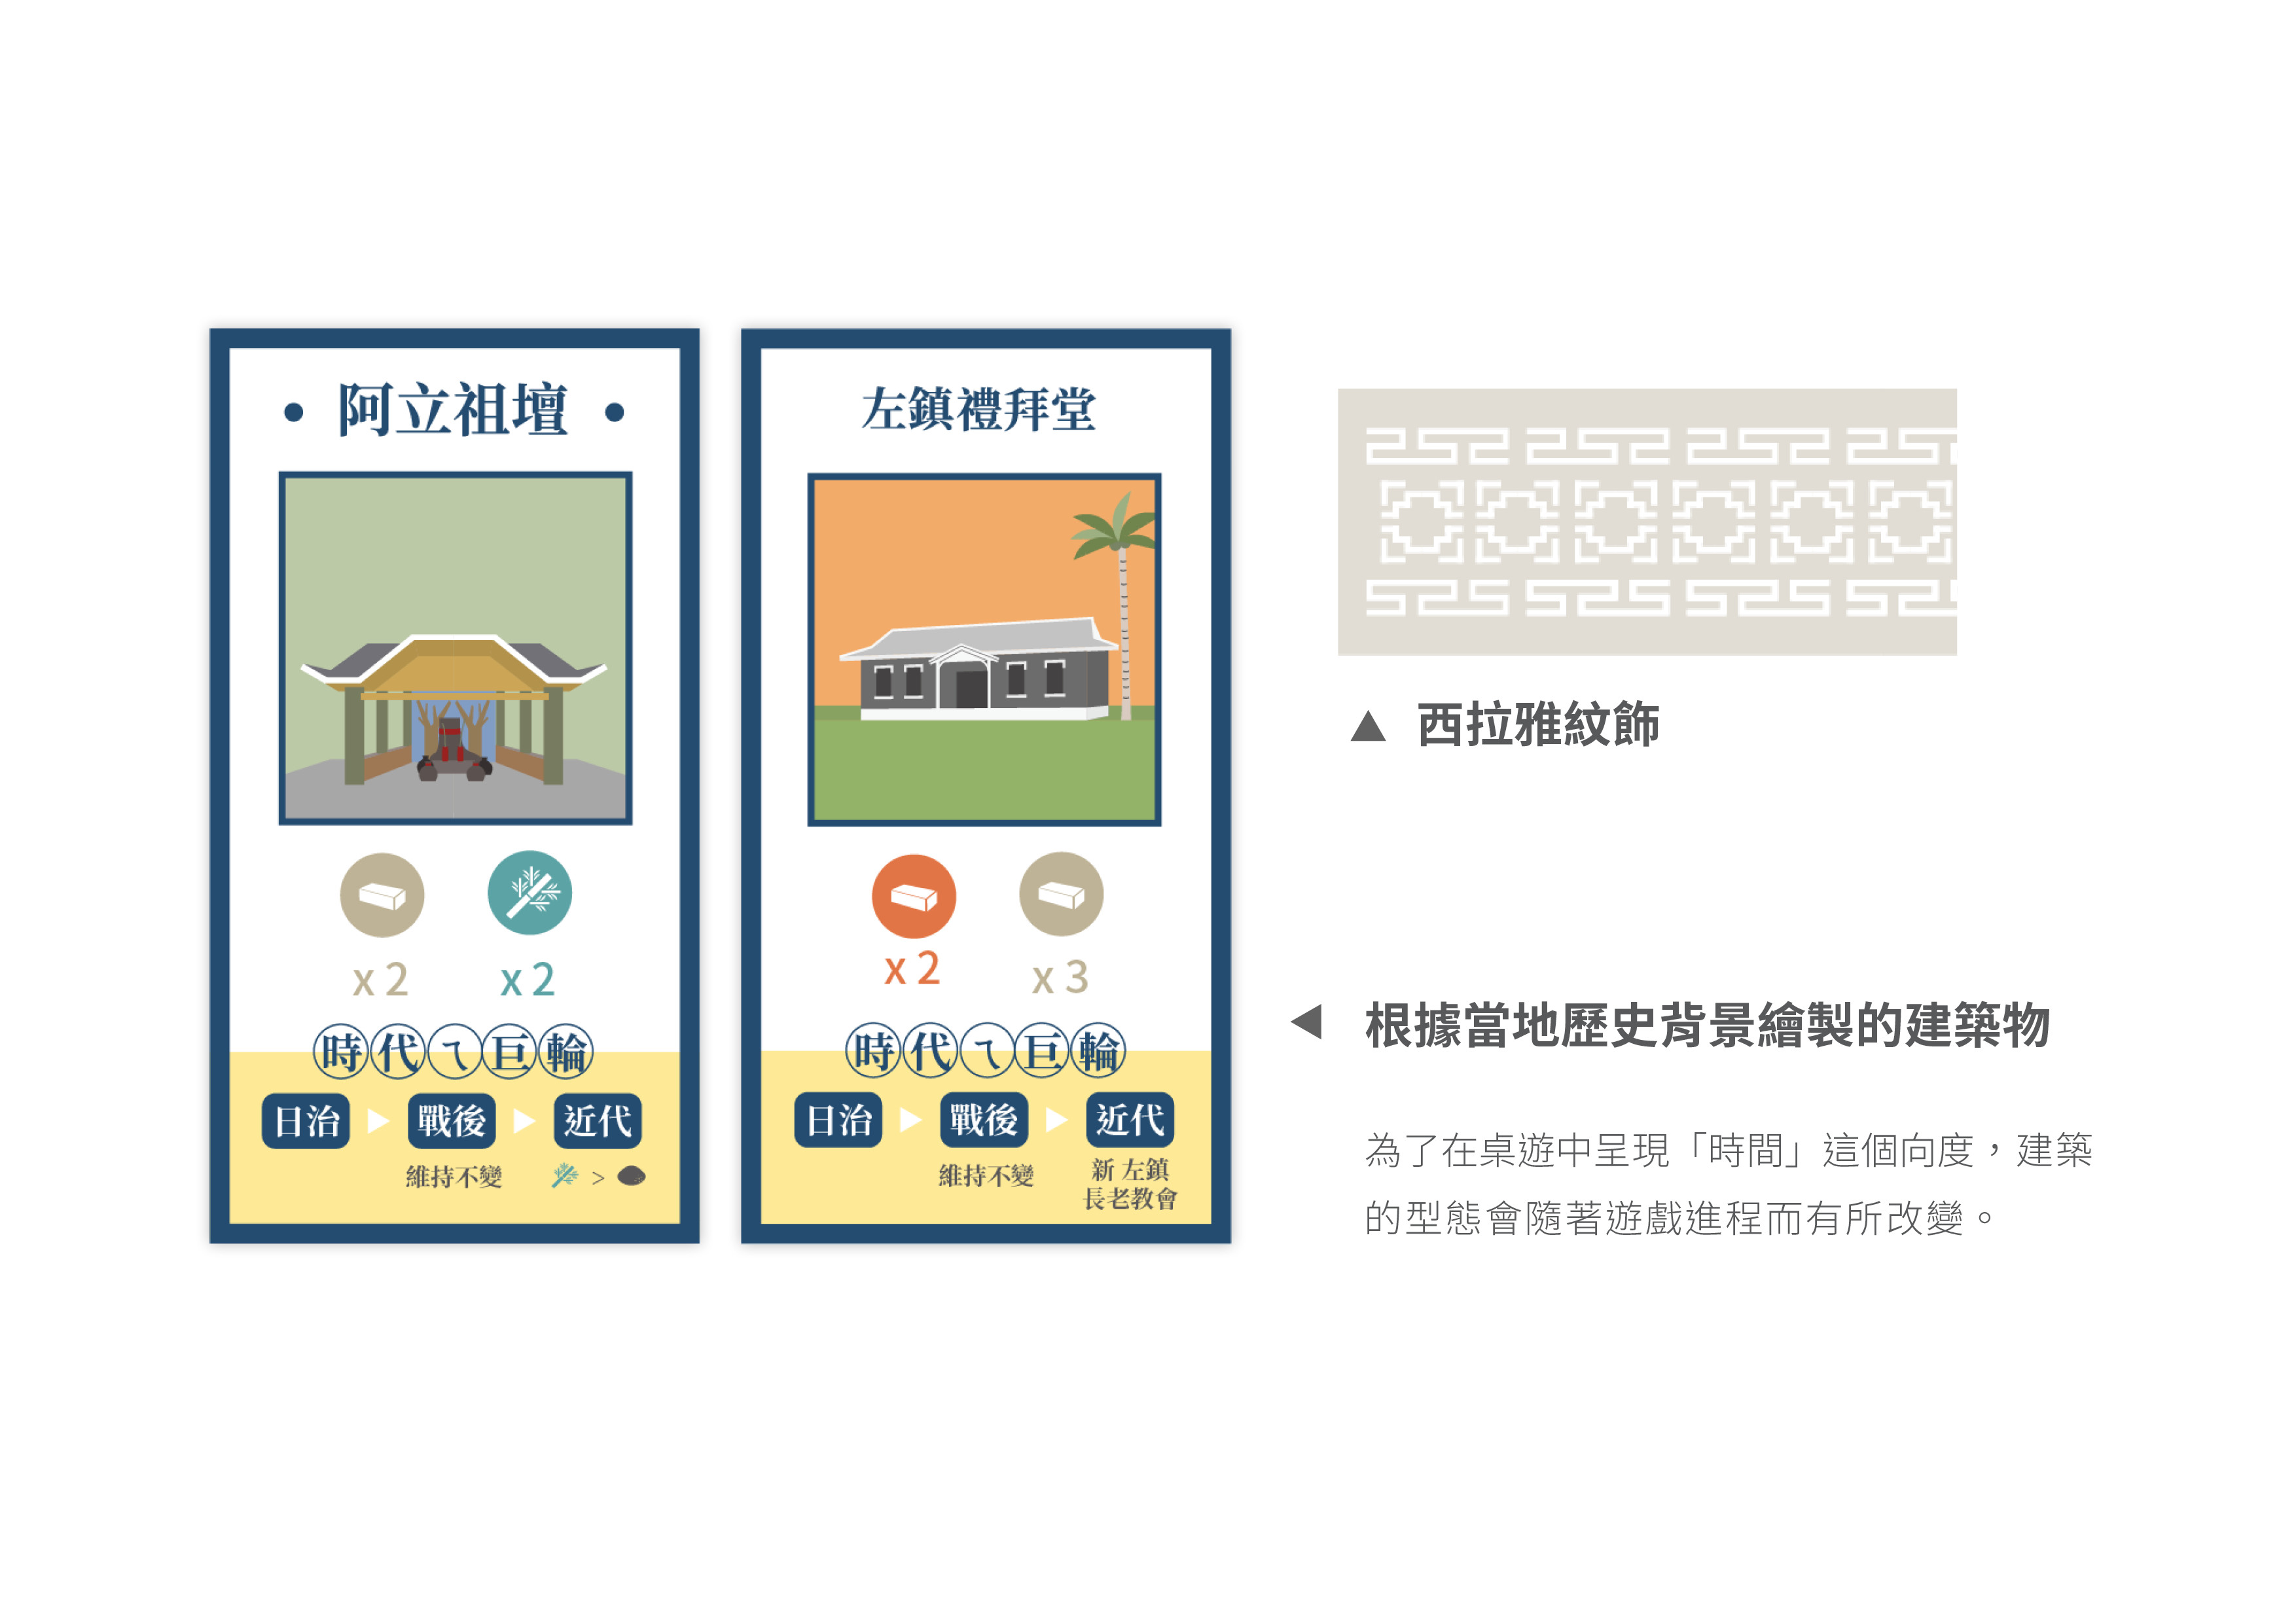 • 阿立祖壇 •
x 2
x 2
時代ㄟ巨輪
日治
戰後
近代
維持不變
>
左鎮禮拜堂
x 2
x 3
時代ㄟ巨輪
日治
戰後
近代
維持不變
新 左鎮
長老教會
▲ 西拉雅紋飾
◀ 根據當地歷史背景繪製的建築物
為了在桌遊中呈現「時間」這個向度，建築
的型態會隨著遊戲進程而有所改變。